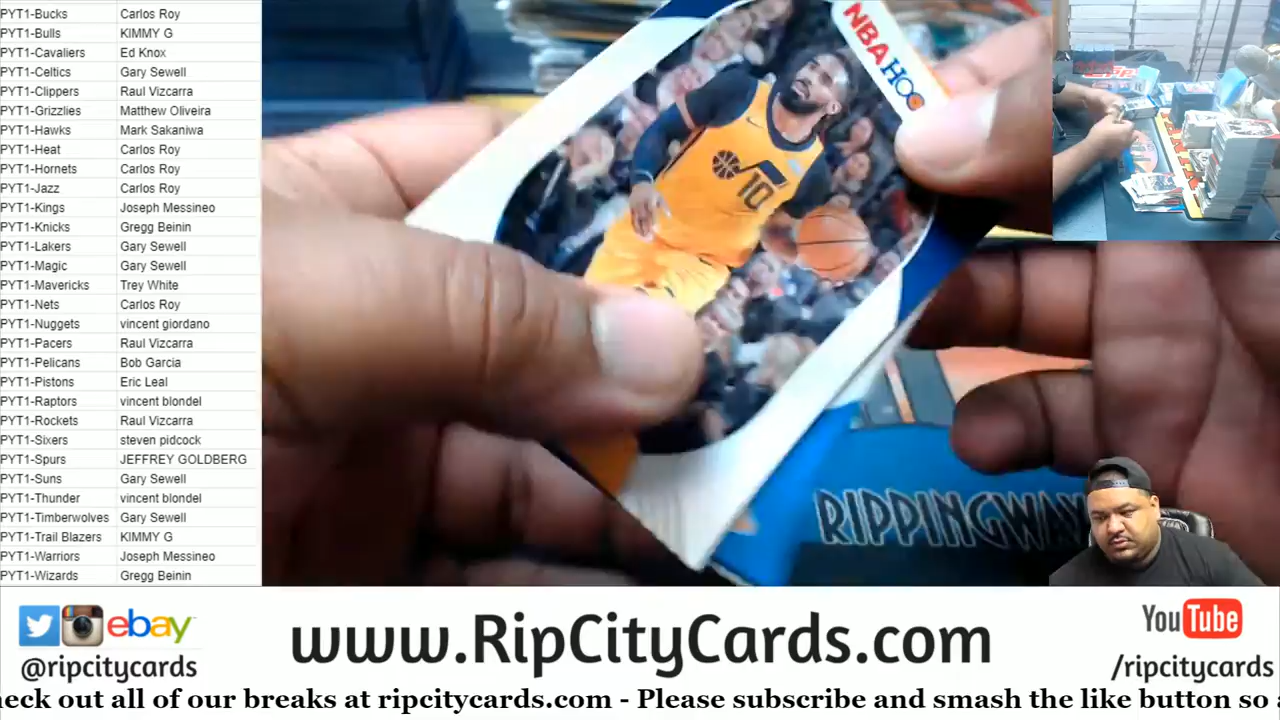 PYT1-Bucks Carlos Roy
PYT1-Bulls KIMMY G
PYT1-Cavaliers Ed Knox
PYT1-Celtics Gary Sewell
PYT1-Clippers Raul Vizcarra
PYT1-Grizzlies Matthew Oliveira
PYT1-Hawks Mark Sakaniwa
PYT1-Heat Carlos Roy
PYT1-Hornets Carlos Roy
PYT1-Jazz Carlos Roy
PYT1-Kings Joseph Messineo
PYT1-Knicks Gregg Beinin
PYT1-Lakers Gary Sewell
PYT1-Magic Gary Sewell
PYT1-Mavericks Trey White
PYT1-Nets Carlos Roy
PYT1-Nuggets vincent giordano
PYT1-Pacers Raul Vizcarra
PYT1-Pelicans Bob Garcia
PYT1-Pistons Eric Leal
PYT1-Raptors vincent blondel
PYT1-Rockets Raul Vizcarra
PYT1-Sixers steven pidcock
PYT1-Spurs JEFFREY GOLDBERG
PYT1-Suns Gary Sewell
PYT1-Thunder vincent blondel
PYT1-Timberwolves Gary Sewell
PYT1-Trail Blazers KIMMY G
PYT1-Warriors Joseph Messineo
PYT1-Wizards Gregg Beinin
NBA HOO
10
RIPPINGWAX
ebay
@ripcitycards
www.RipCityCards.com
YouTube
/ripcitycards
heck out all of our breaks at ripcitycards.com - Please subscribe and smash the like button so a